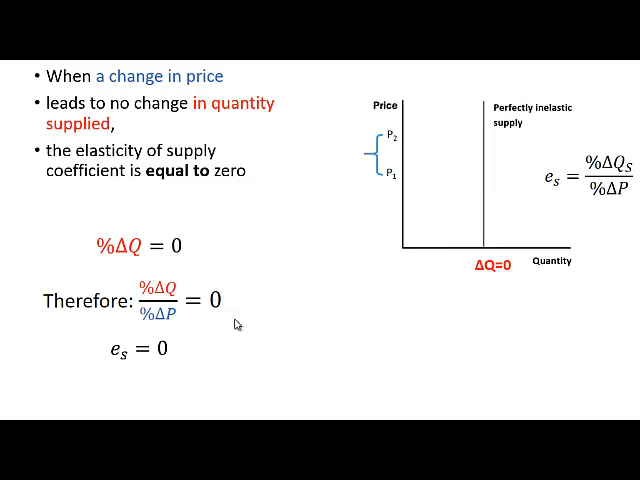 • When a change in price
• leads to no change in quantity
supplied,
• the elasticity of supply
coefficient is equal to zero
%ΔQ = 0
Therefore: %ΔQ/%ΔP = 0
eₛ = 0
Price
P₂
P₁
Perfectly inelastic
supply
eₛ = %ΔQₛ/%ΔP
ΔQ=0
Quantity